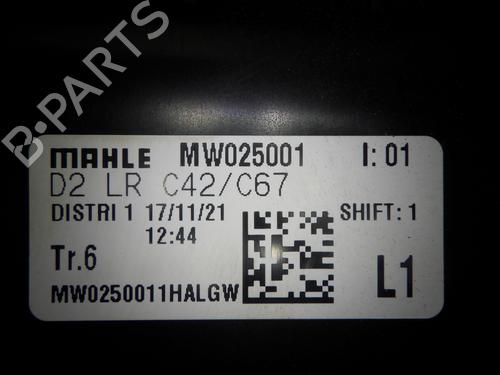 B-PARTS
MAHLE MW025001 I: 01
D2 LR C42/C67
DISTRI 1 17/11/21 SHIFT: 1
12:44
Tr.6
L1
MW0250011HALGW